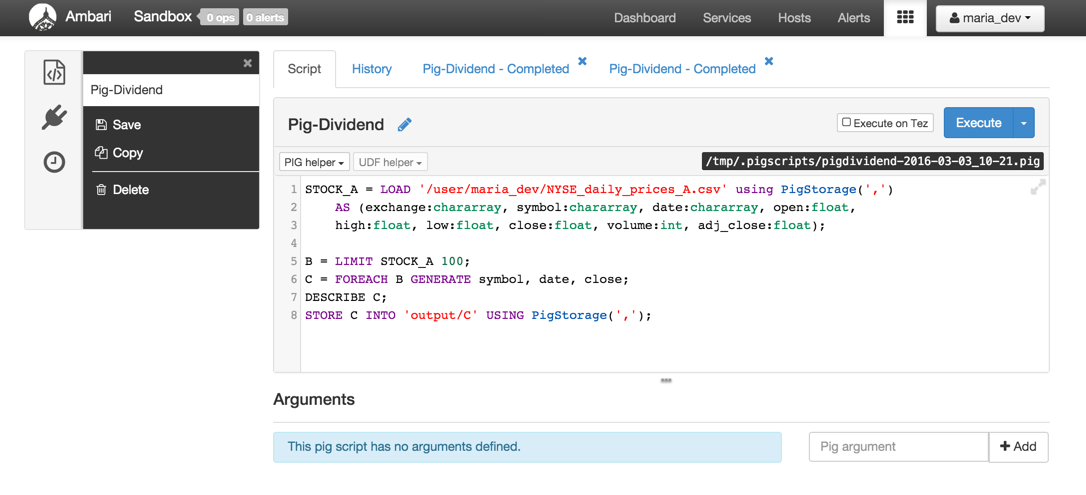 Ambari Sandbox 0 ops 0 alerts Dashboard Services Hosts Alerts maria_dev
Script History Pig-Dividend - Completed Pig-Dividend - Completed
Pig-Dividend
Save
Copy
Delete
Pig-Dividend Execute on Tez Execute
PIG helper UDF helper /tmp/.pigscripts/pigdividend-2016-03-03_10-21.pig
1 STOCK_A = LOAD '/user/maria_dev/NYSE_daily_prices_A.csv' using PigStorage(',')
2 AS (exchange:chararray, symbol:chararray, date:chararray, open:float,
3 high:float, low:float, close:float, volume:int, adj_close:float);
4
5 B = LIMIT STOCK_A 100;
6 C = FOREACH B GENERATE symbol, date, close;
7 DESCRIBE C;
8 STORE C INTO 'output/C' USING PigStorage(',');
Arguments
This pig script has no arguments defined. Pig argument + Add